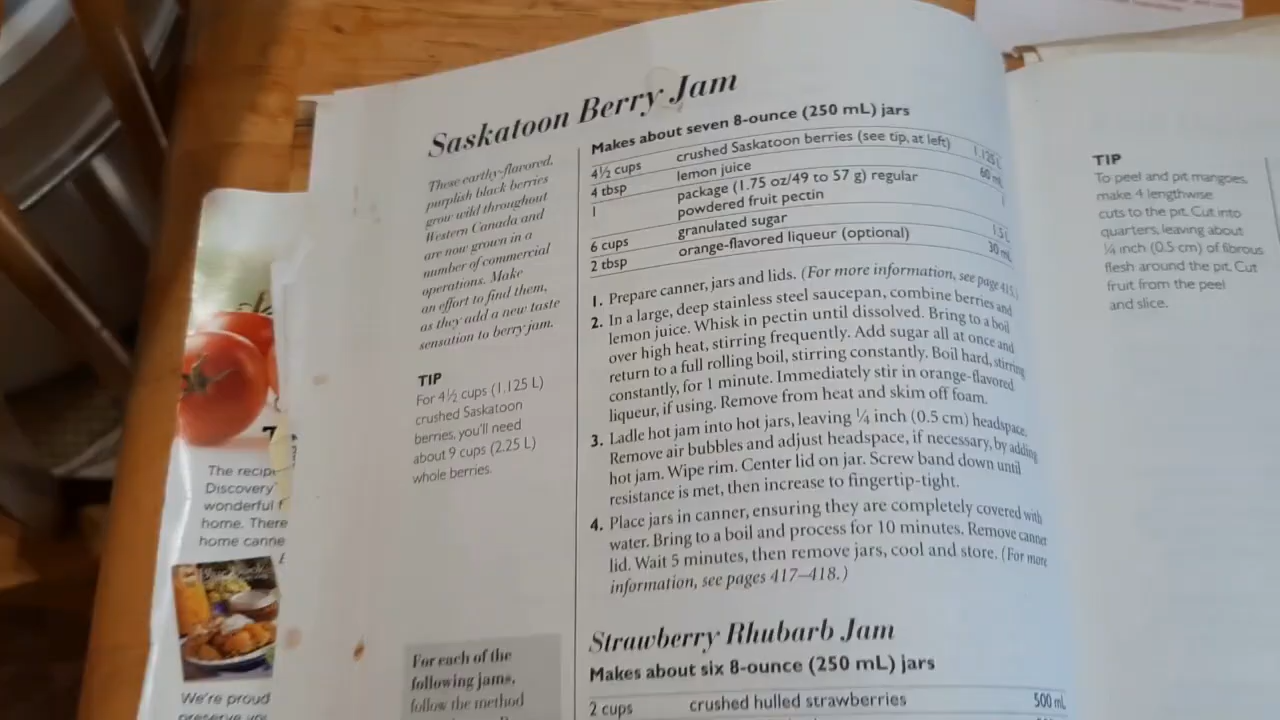 Saskatoon Berry Jam
These earthy-flavored,
purplish black berries
grow wild throughout
Western Canada and
are now grown in a
number of commercial
operations. Make
an effort to find them,
as they add a new taste
sensation to berry jam.
TIP
For 4½ cups (1.125 L)
crushed Saskatoon
berries, you'll need
about 9 cups (2.25 L)
whole berries.
Makes about seven 8-ounce (250 mL) jars
4½ cups crushed Saskatoon berries (see tip, at left) 1.125 L
4 tbsp lemon juice 60 mL
1 package (1.75 oz/49 to 57 g) regular 1
powdered fruit pectin
6 cups granulated sugar 1.5 L
2 tbsp orange-flavored liqueur (optional) 30 mL
1. Prepare canner, jars and lids. (For more information, see page 415.)
2. In a large, deep stainless steel saucepan, combine berries and
lemon juice. Whisk in pectin until dissolved. Bring to a boil
over high heat, stirring frequently. Add sugar all at once and
return to a full rolling boil, stirring constantly. Boil hard, stirring
constantly, for 1 minute. Immediately stir in orange-flavored
liqueur, if using. Remove from heat and skim off foam.
3. Ladle hot jam into hot jars, leaving ¼ inch (0.5 cm) headspace.
Remove air bubbles and adjust headspace, if necessary, by adding
hot jam. Wipe rim. Center lid on jar. Screw band down until
resistance is met, then increase to fingertip-tight.
4. Place jars in canner, ensuring they are completely covered with
water. Bring to a boil and process for 10 minutes. Remove canner
lid. Wait 5 minutes, then remove jars, cool and store. (For more
information, see pages 417–418.)
For each of the
following jams,
follow the method
Strawberry Rhubarb Jam
Makes about six 8-ounce (250 mL) jars
2 cups crushed hulled strawberries 500 mL
TIP
To peel and pit mangoes,
make 4 lengthwise
cuts to the pit. Cut into
quarters, leaving about
¼ inch (0.5 cm) of fibrous
flesh around the pit. Cut
fruit from the peel
and slice.
The recip
Discovery
wonderful f
home. There
home canne
We're proud